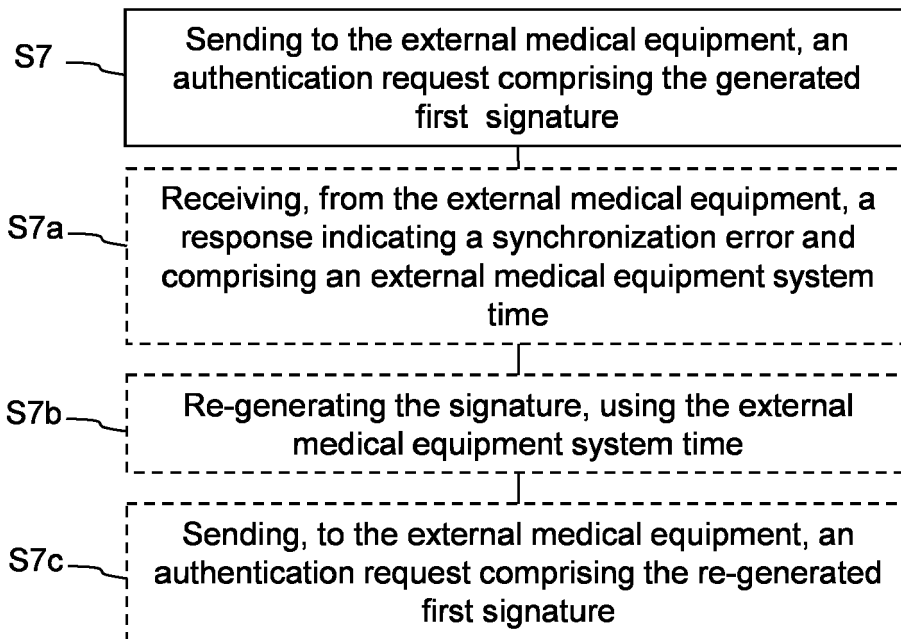 S7
Sending to the external medical equipment, an
authentication request comprising the generated
first signature
S7a
Receiving, from the external medical equipment, a
response indicating a synchronization error and
comprising an external medical equipment system
time
S7b
Re-generating the signature, using the external
medical equipment system time
S7c
Sending, to the external medical equipment, an
authentication request comprising the re-generated
first signature